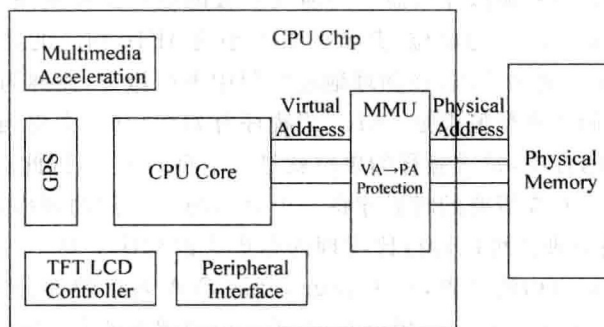 CPU Chip
Multimedia
Acceleration
Virtual
Address
MMU
Physical
Address
GPS
CPU Core
VA→PA
Protection
Physical
Memory
TFT LCD
Controller
Peripheral
Interface